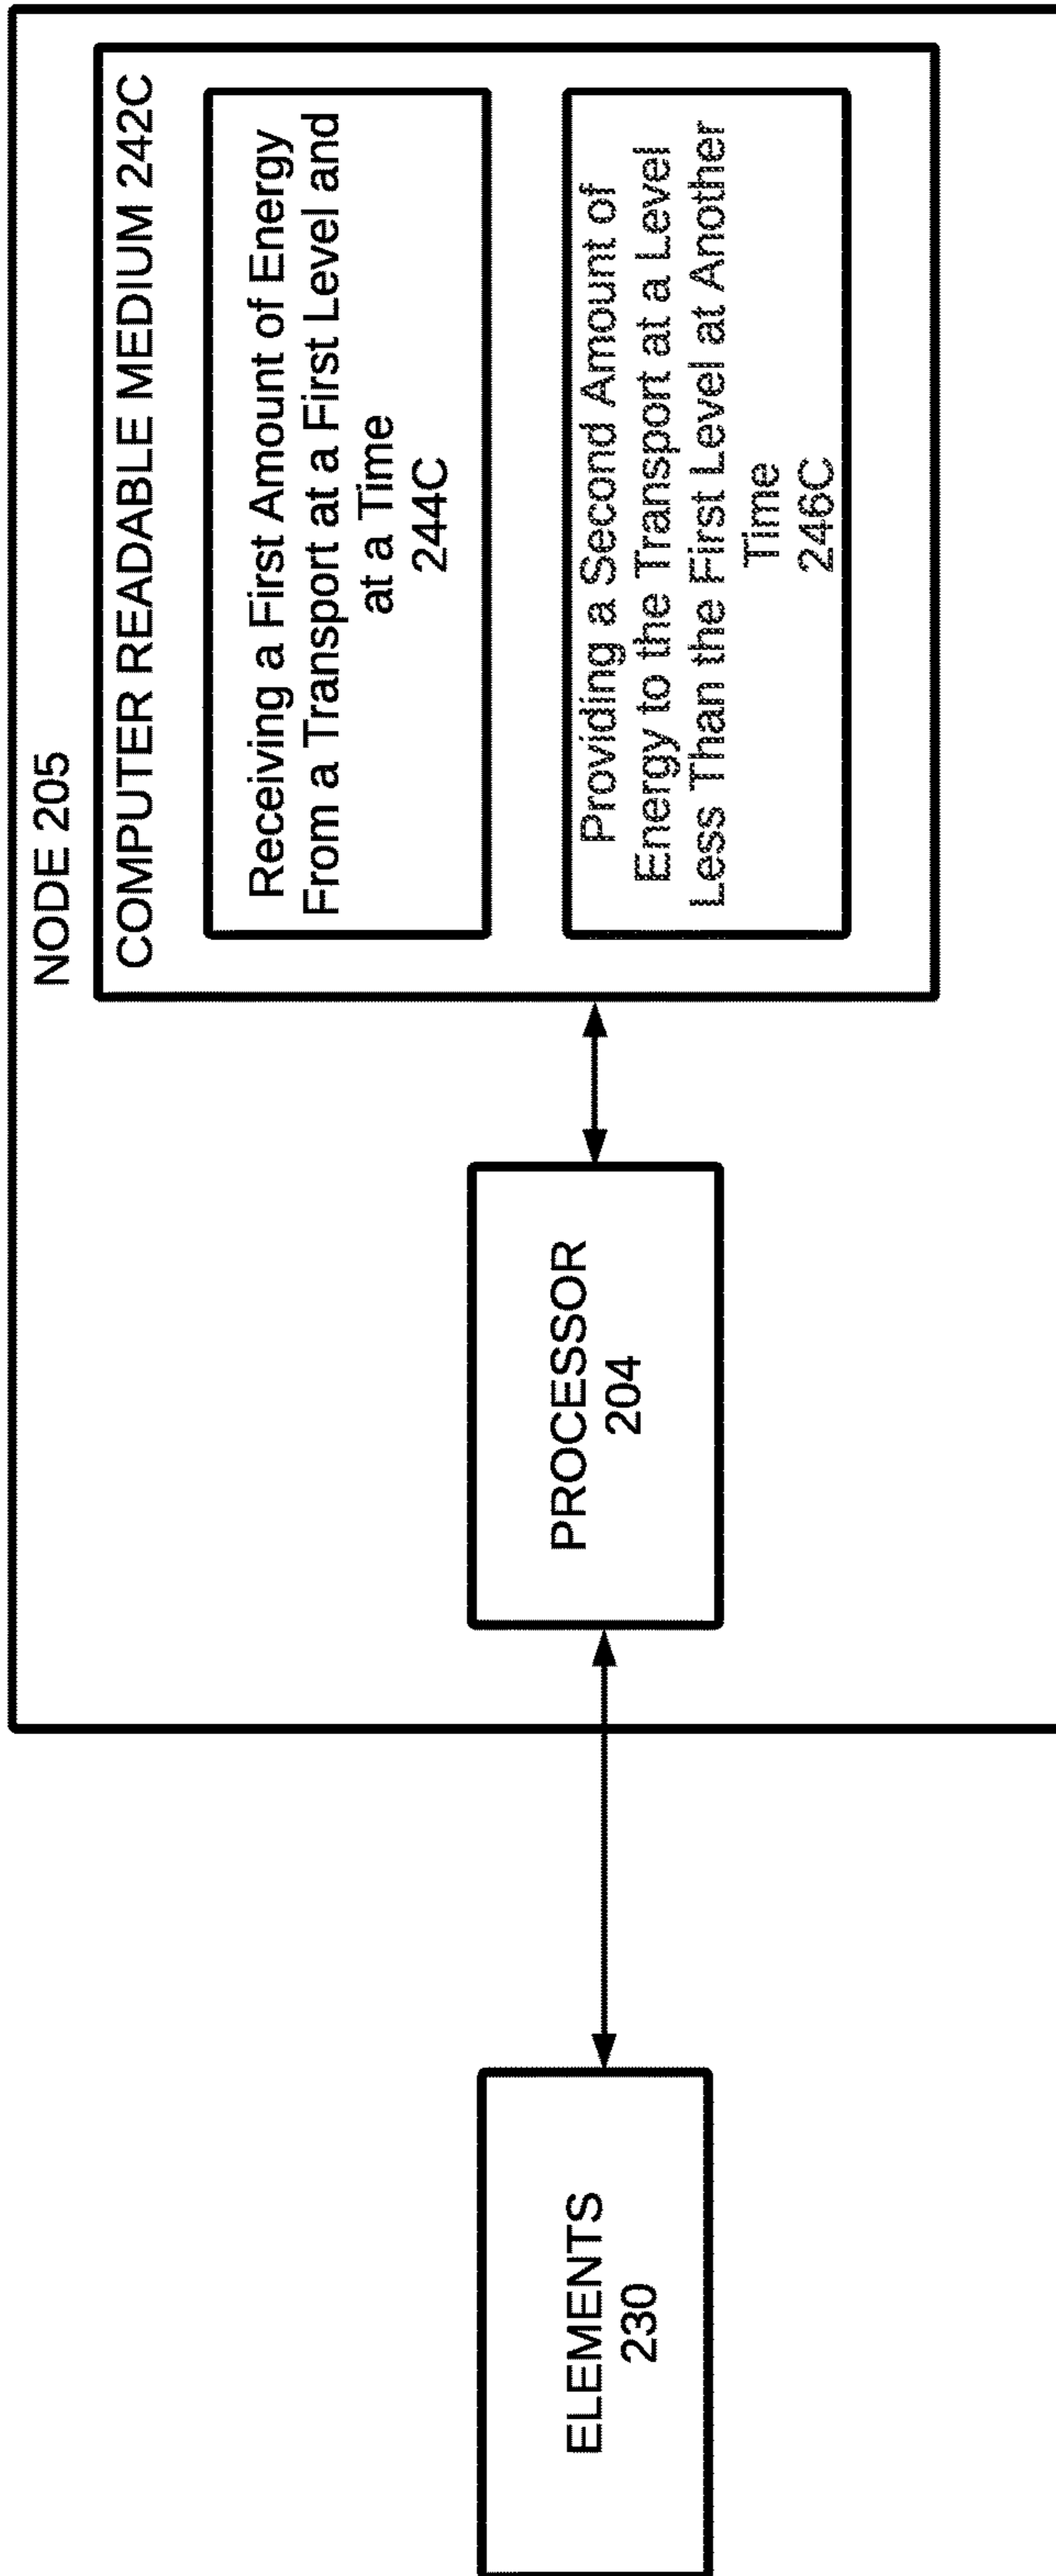 NODE 205
COMPUTER READABLE MEDIUM 242C
Receiving a First Amount of Energy
From a Transport at a First Level and
at a Time
244C
Providing a Second Amount of
Energy to the Transport at a Level
Less Than the First Level at Another
Time
246C
PROCESSOR
204
ELEMENTS
230